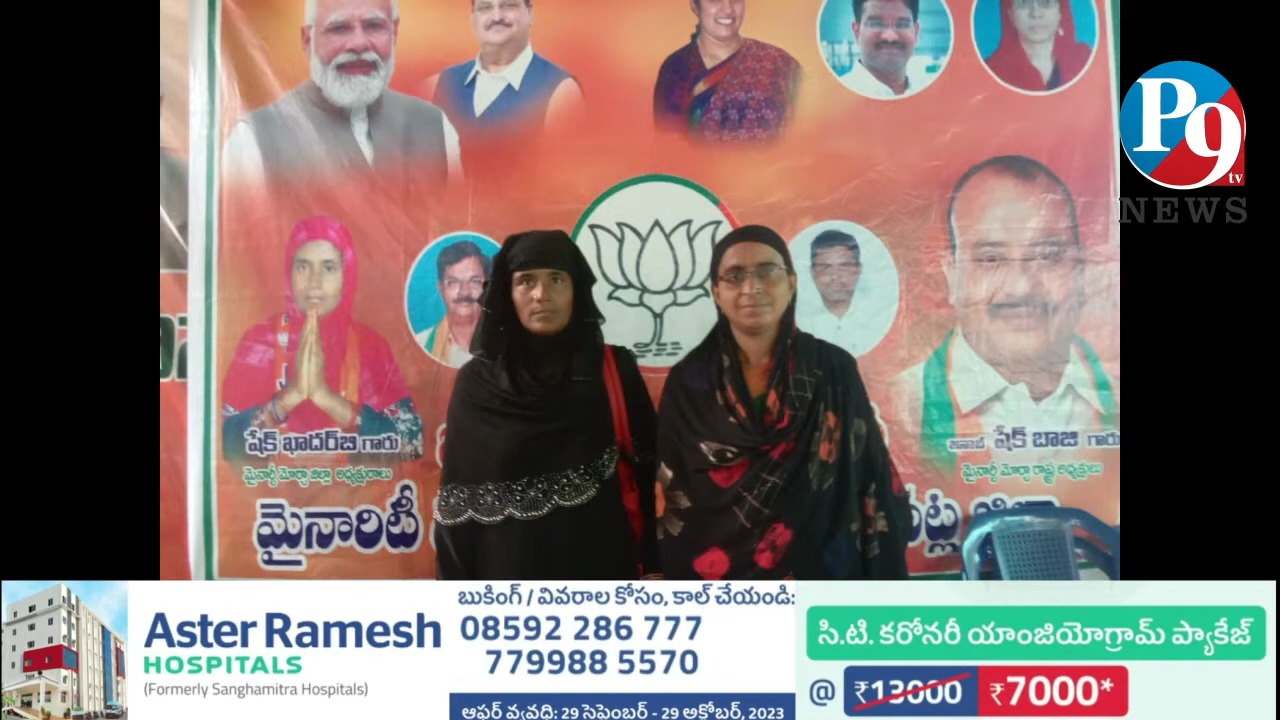 P9 tv
NEWS
షేక్ ఖాదర్‌బి గారు
మైనార్టీ మోర్చా జిల్లా అధ్యక్షురాలు
జనాబ్ షేక్ బాజి గారు
మైనార్టీ మోర్చా రాష్ట్ర అధ్యక్షులు
మైనారిటీ
Aster Ramesh
HOSPITALS
(Formerly Sanghamitra Hospitals)
బుకింగ్ / వివరాల కోసం, కాల్ చేయండి:
08592 286 777
779988 5570
ఆఫర్ వ్యవధి: 29 సెప్టెంబర్ - 29 అక్టోబర్, 2023
సి.టి. కరోనరీ యాంజియోగ్రామ్ ప్యాకేజ్
@ ₹13000 ₹7000*